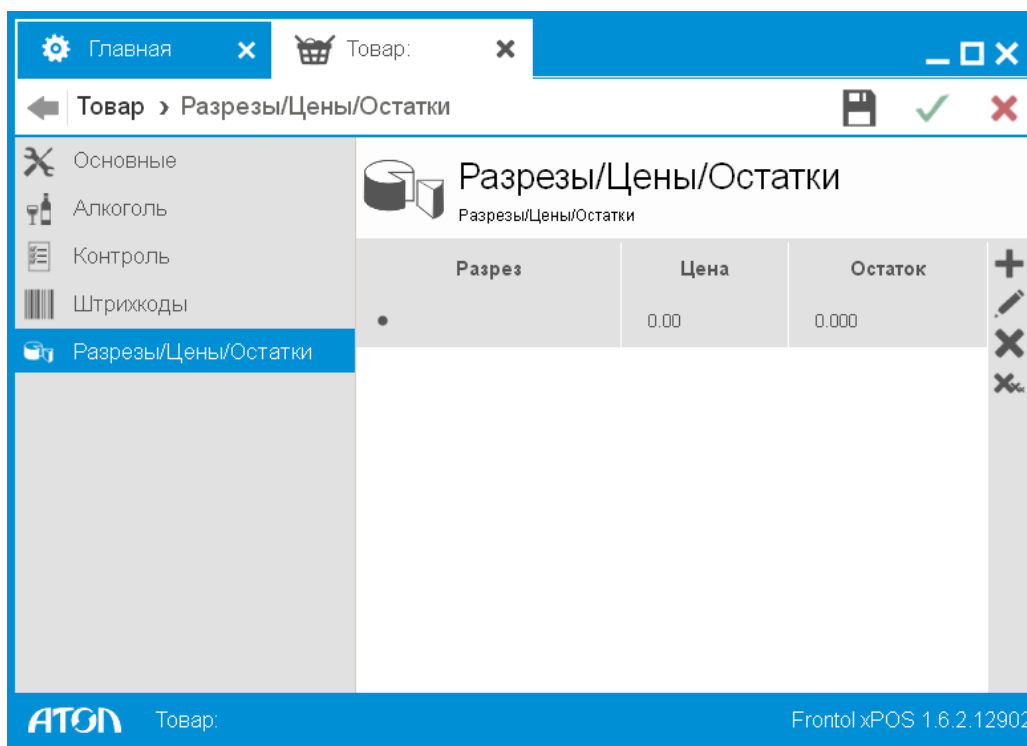 Главная
Товар:
Товар › Разрезы/Цены/Остатки
Основные
Алкоголь
Контроль
Штрихкоды
Разрезы/Цены/Остатки
Разрезы/Цены/Остатки
Разрезы/Цены/Остатки
Разрез Цена Остаток
0.00 0.000
ATOL Товар: Frontol xPOS 1.6.2.12902